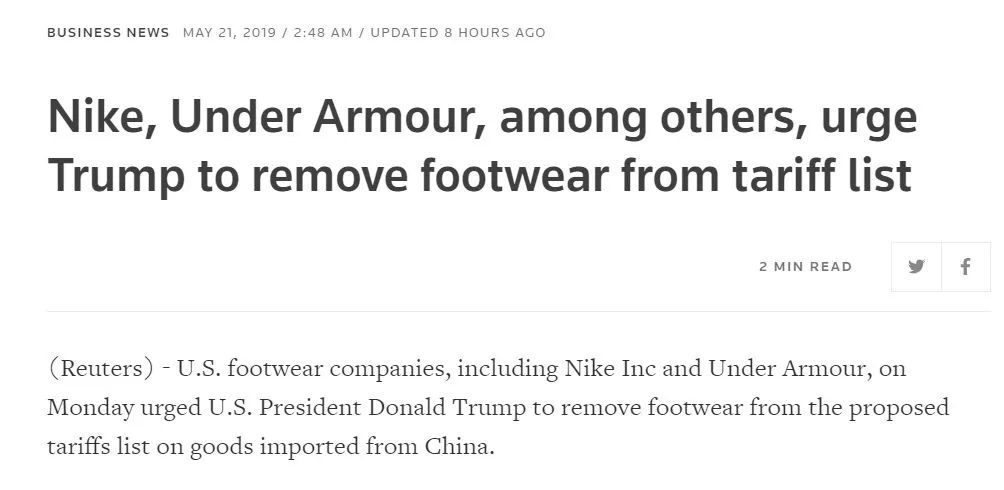 BUSINESS NEWS MAY 21, 2019 / 2:48 AM / UPDATED 8 HOURS AGO
Nike, Under Armour, among others, urge
Trump to remove footwear from tariff list
2 MIN READ
(Reuters) - U.S. footwear companies, including Nike Inc and Under Armour, on
Monday urged U.S. President Donald Trump to remove footwear from the proposed
tariffs list on goods imported from China.